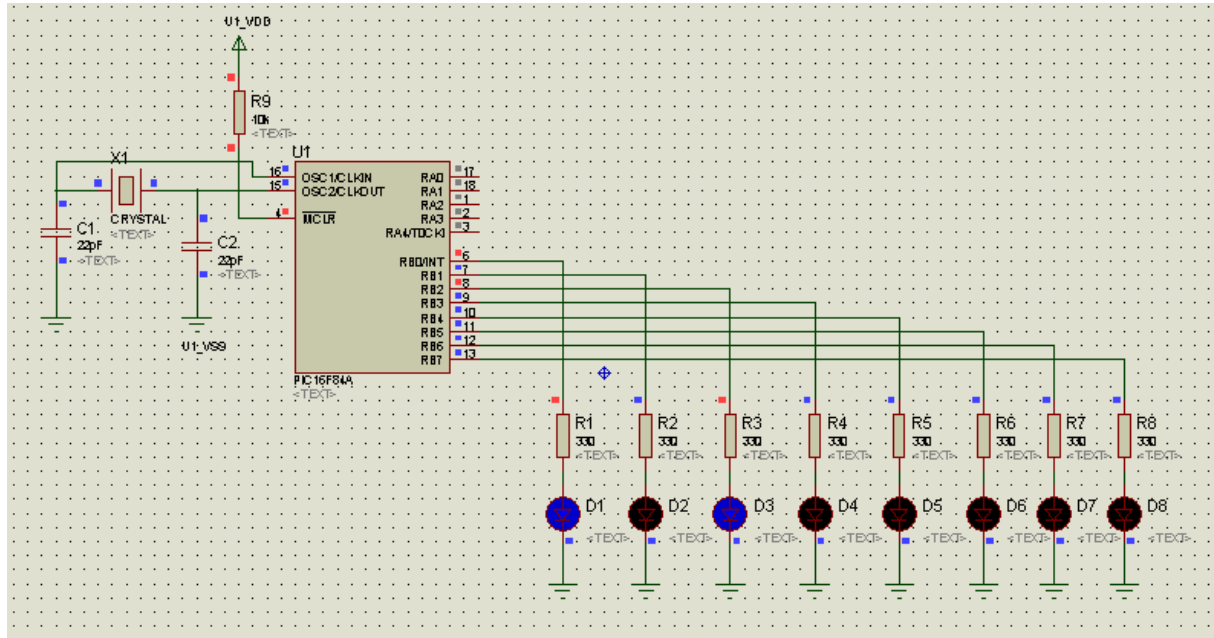 U1_VDD
R9
10k
<TEXT>
U1
X1
CRYSTAL
<TEXT>
C1
22pF
<TEXT>
C2
22pF
<TEXT>
U1_VSS
16 OSC1/CLKIN
15 OSC2/CLKOUT
4 MCLR
RA0 17
RA1 18
RA2 1
RA3 2
RA4/T0CKI 3
RB0/INT 6
RB1 7
RB2 8
RB3 9
RB4 10
RB5 11
RB6 12
RB7 13
PIC16F84A
<TEXT>
R1 R2 R3 R4 R5 R6 R7 R8
330 330 330 330 330 330 330 330
<TEXT> <TEXT> <TEXT> <TEXT> <TEXT> <TEXT> <TEXT> <TEXT>
D1 D2 D3 D4 D5 D6 D7 D8
<TEXT> <TEXT> <TEXT> <TEXT> <TEXT> <TEXT> <TEXT> <TEXT>